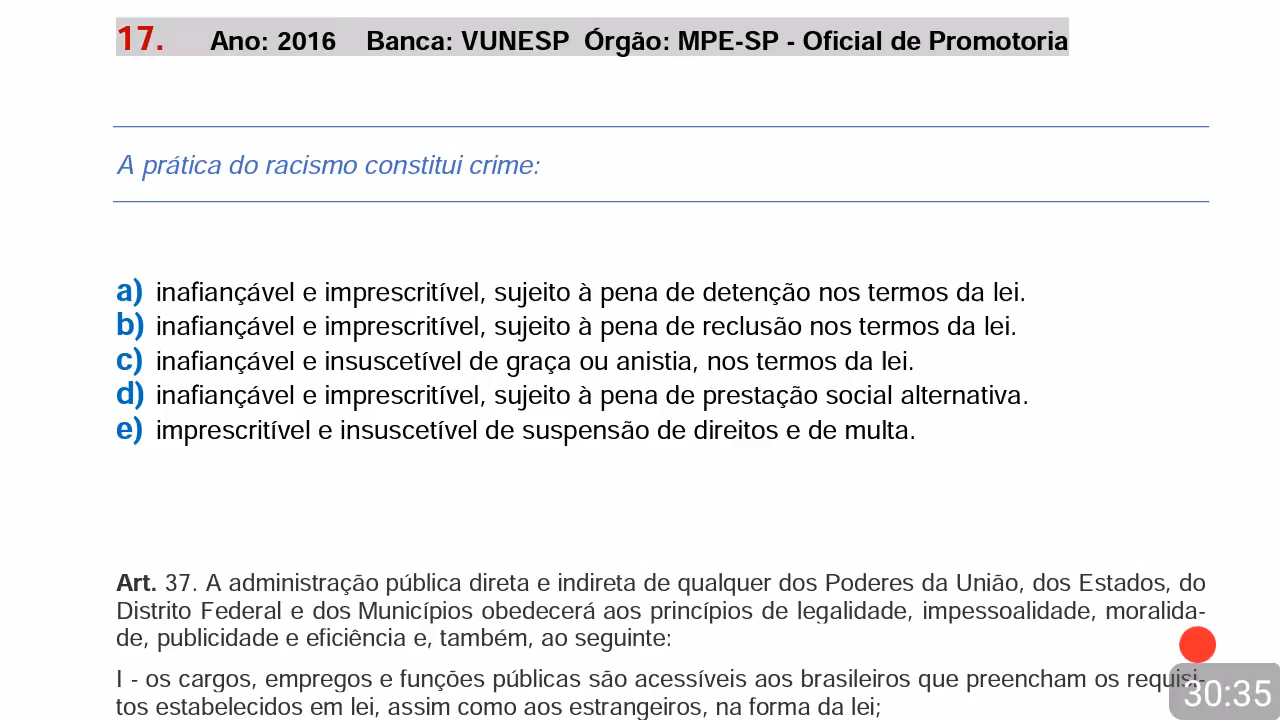 17. Ano: 2016 Banca: VUNESP Órgão: MPE-SP - Oficial de Promotoria
A prática do racismo constitui crime:
a) inafiançável e imprescritível, sujeito à pena de detenção nos termos da lei.
b) inafiançável e imprescritível, sujeito à pena de reclusão nos termos da lei.
c) inafiançável e insuscetível de graça ou anistia, nos termos da lei.
d) inafiançável e imprescritível, sujeito à pena de prestação social alternativa.
e) imprescritível e insuscetível de suspensão de direitos e de multa.
Art. 37. A administração pública direta e indireta de qualquer dos Poderes da União, dos Estados, do
Distrito Federal e dos Municípios obedecerá aos princípios de legalidade, impessoalidade, moralida-
de, publicidade e eficiência e, também, ao seguinte:
I - os cargos, empregos e funções públicas são acessíveis aos brasileiros que preencham os requisi-
tos estabelecidos em lei, assim como aos estrangeiros, na forma da lei;
30:35